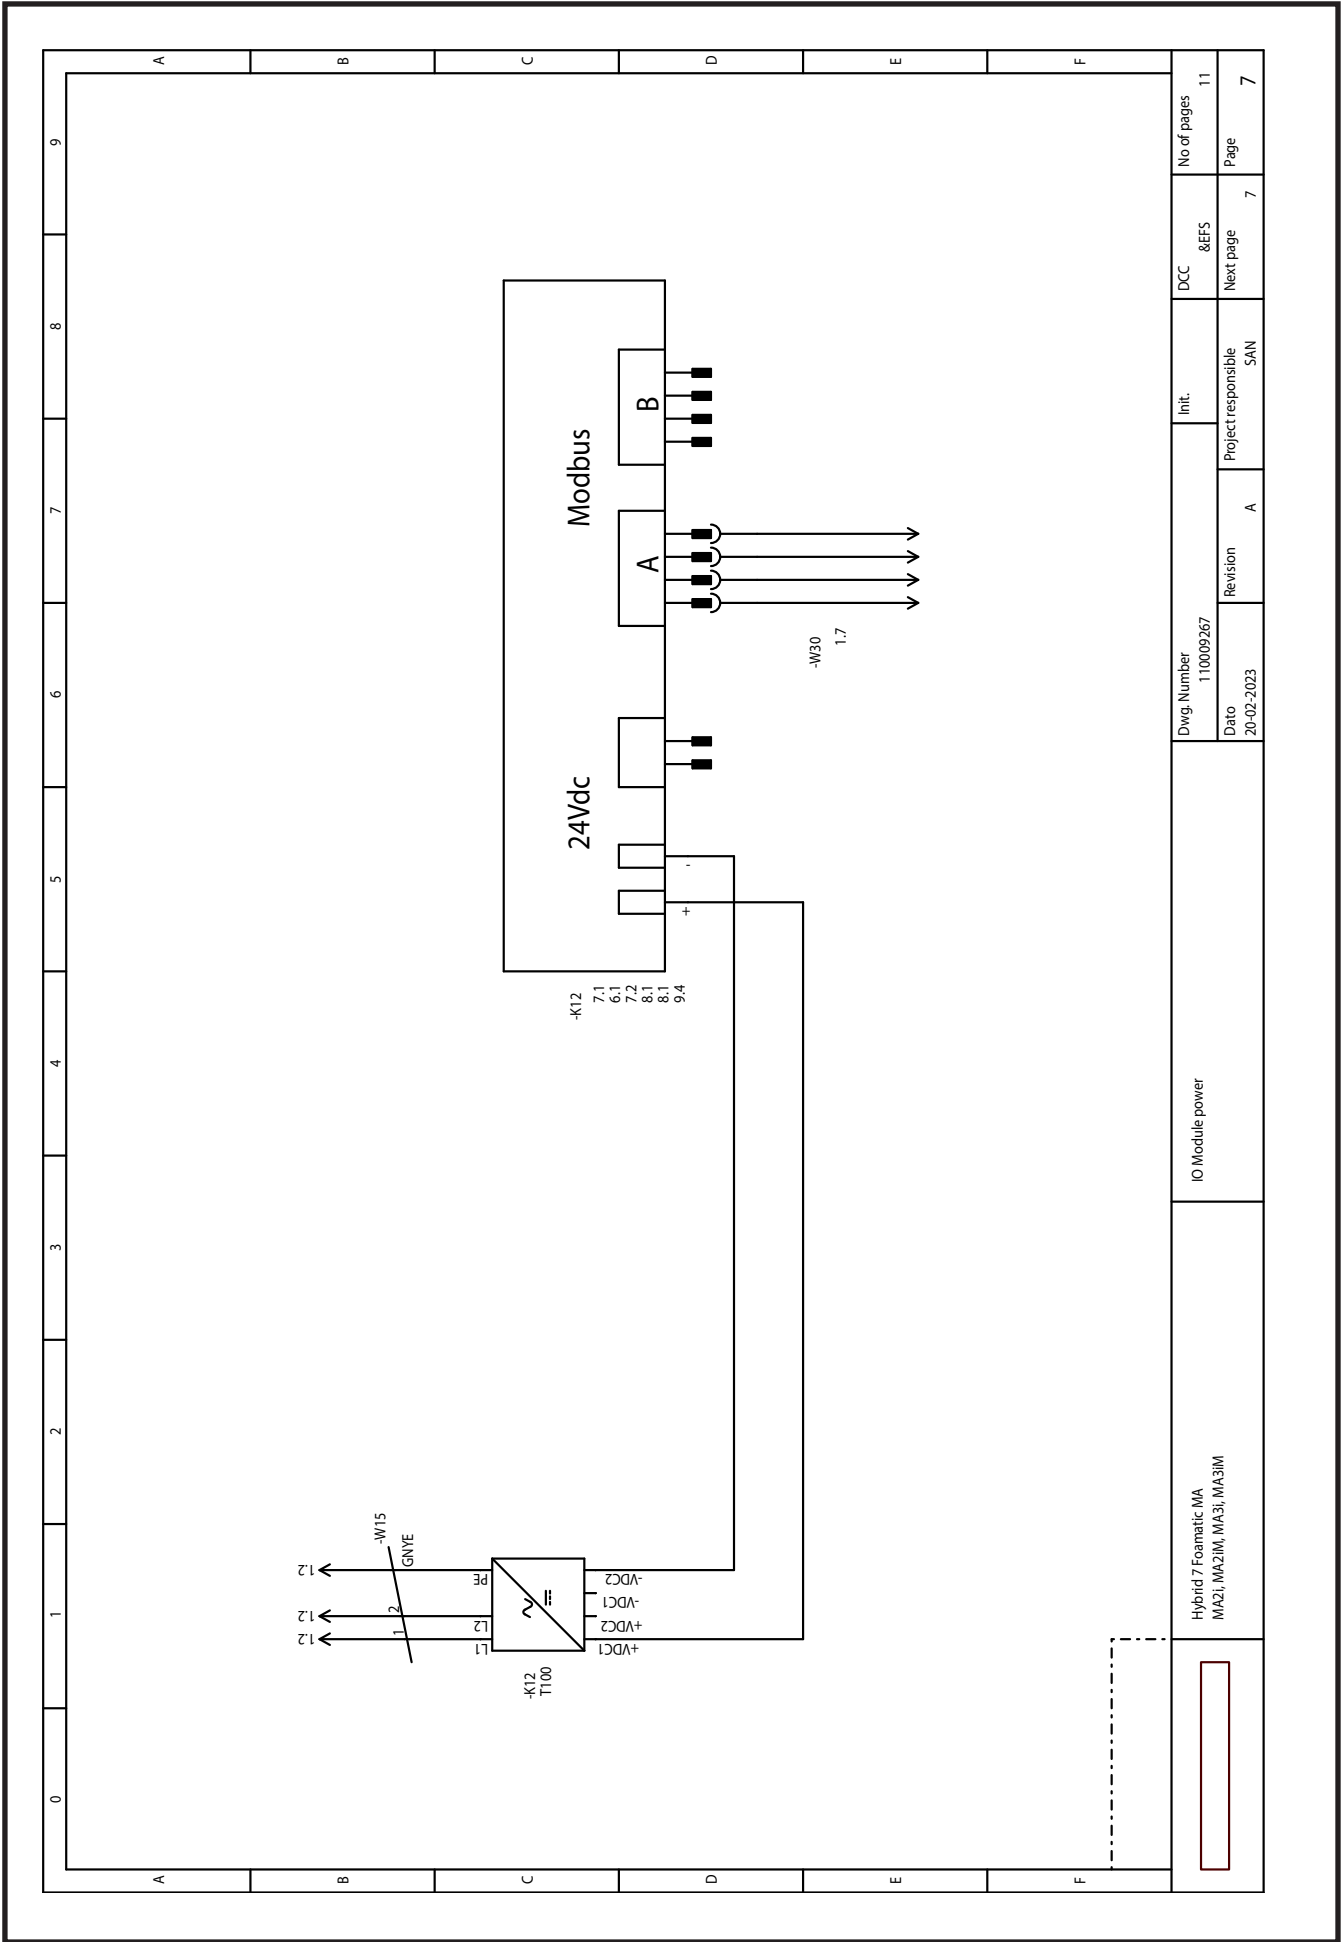 0 1 2 3 4 5 6 7 8 9
A
A
B
B
C
C
D
D
E
E
F
F
1.2
1.2
1.2
-W15
1
2
GNYE
L1
L2
PE
-K12
T100
+VDC1
+VDC2
-VDC1
-VDC2
-K12
7.1
6.1
7.2
8.1
8.1
9.4
24Vdc
Modbus
+
-
A
B
-W30
1.7
Hybrid 7 Foamatic MA
MA2i, MA2iM, MA3i, MA3iM
IO Module power
Dwg. Number
110009267
Init.
DCC
&EFS
No of pages
11
Dato
20-02-2023
Revision
A
Project responsible
SAN
Next page
7
Page
7